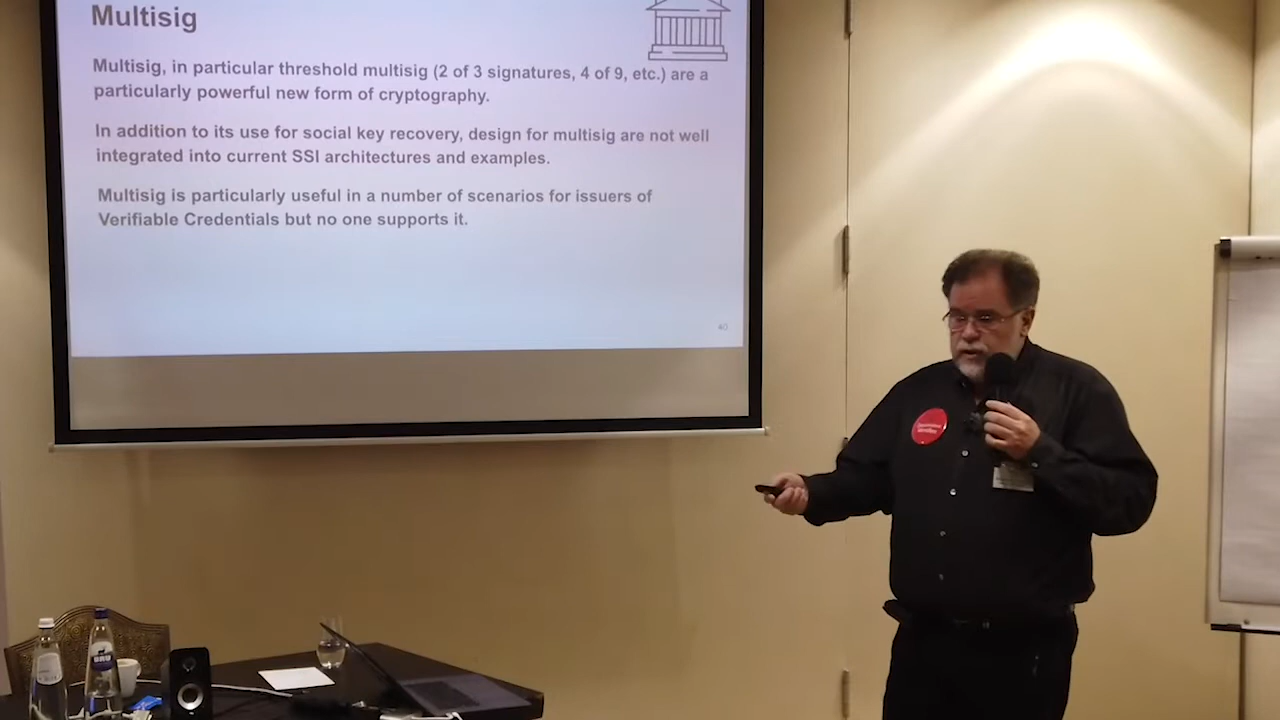 Multisig
Multisig, in particular threshold multisig (2 of 3 signatures, 4 of 9, etc.) are a
particularly powerful new form of cryptography.
In addition to its use for social key recovery, design for multisig are not well
integrated into current SSI architectures and examples.
Multisig is particularly useful in a number of scenarios for issuers of
Verifiable Credentials but no one supports it.
40